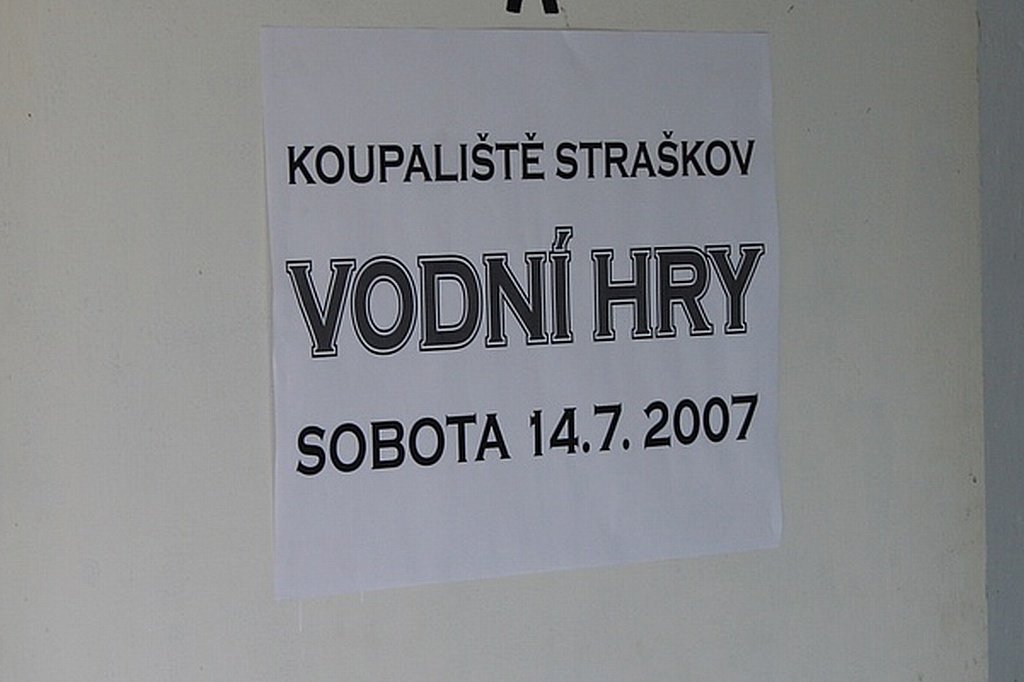 KOUPALIŠTĚ STRAŠKOV
VODNÍ HRY
SOBOTA 14.7. 2007